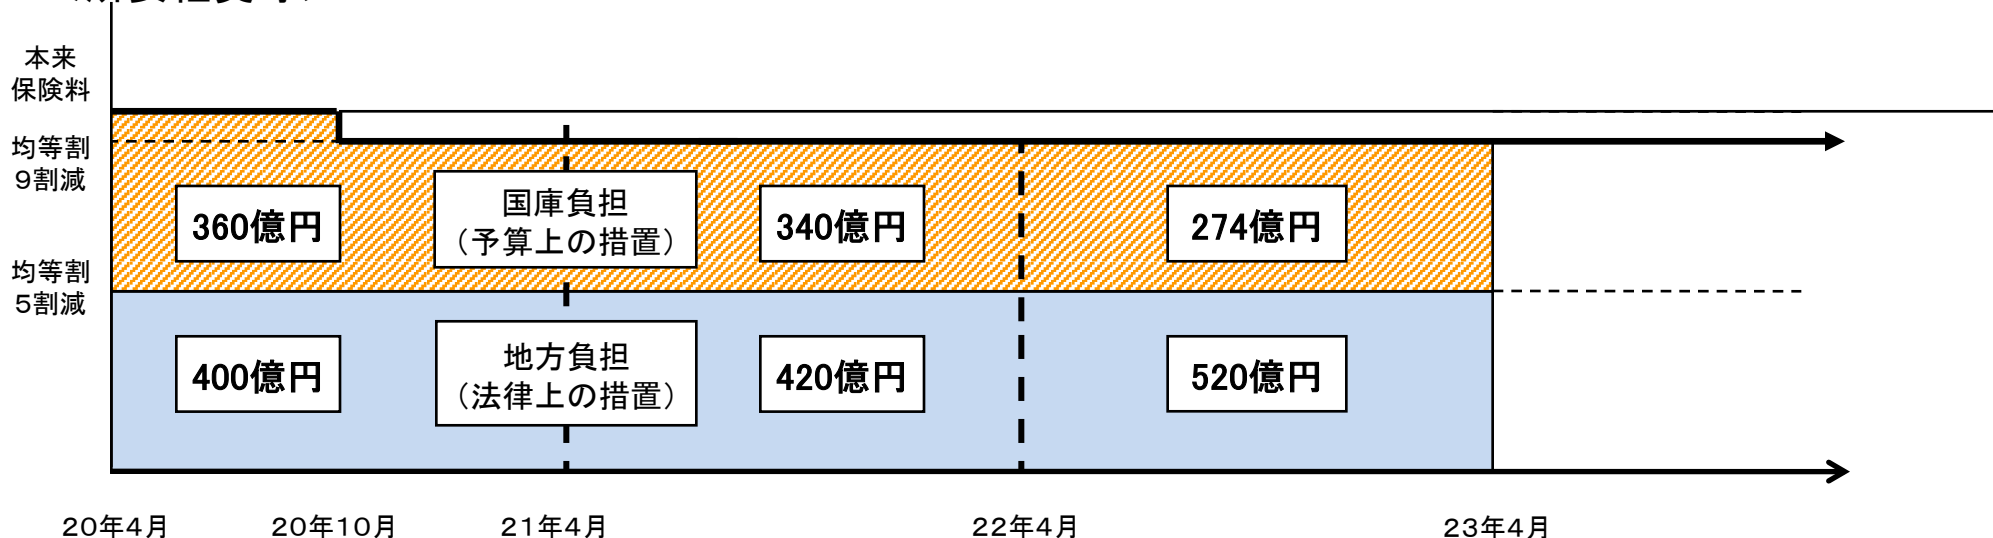 本来
保険料
均等割
９割減
360億円
国庫負担
（予算上の措置）
340億円
274億円
均等割
５割減
400億円
地方負担
（法律上の措置）
420億円
520億円
２０年４月
２０年１０月
２１年４月
２２年４月
２３年４月